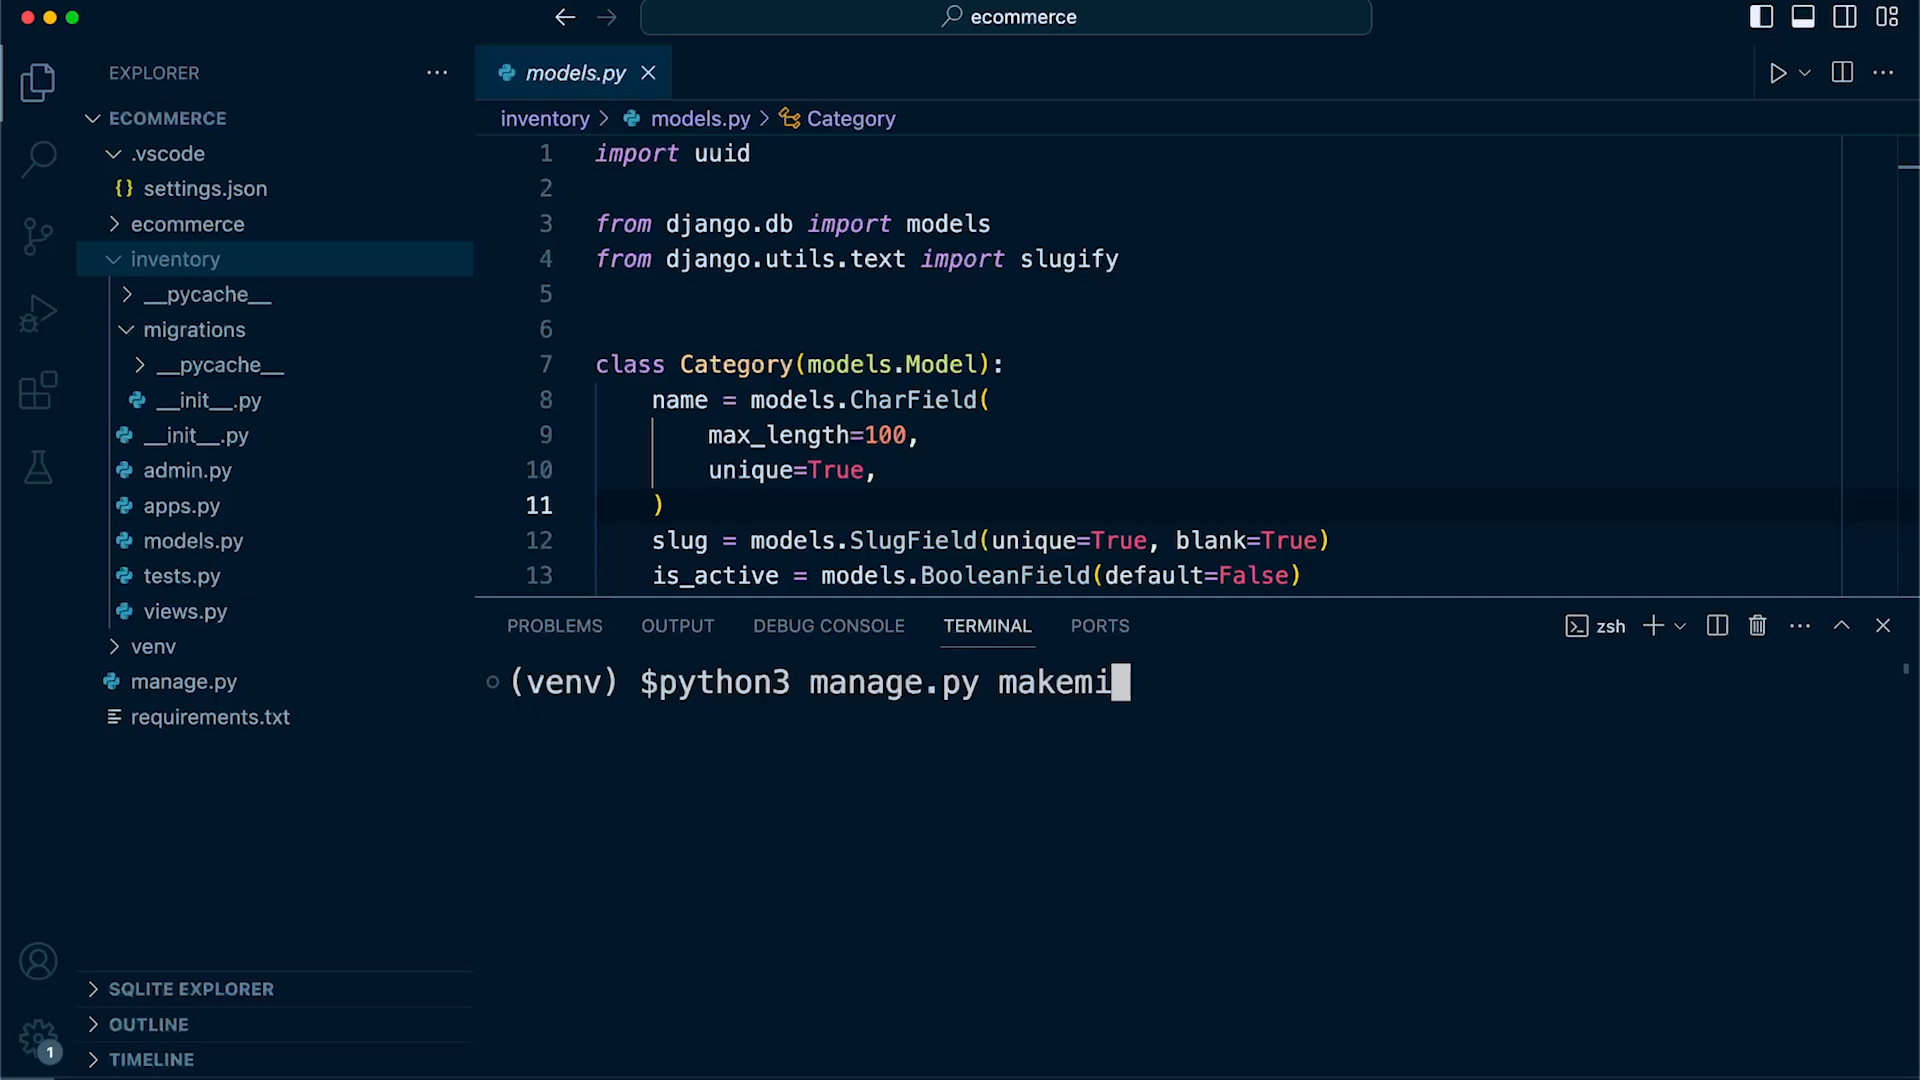 ecommerce
EXPLORER
models.py
ECOMMERCE
inventory > models.py > Category
.vscode
{} settings.json
ecommerce
inventory
__pycache__
migrations
__pycache__
__init__.py
__init__.py
admin.py
apps.py
models.py
tests.py
views.py
venv
manage.py
requirements.txt
1 import uuid
2
3 from django.db import models
4 from django.utils.text import slugify
5
6
7 class Category(models.Model):
8 name = models.CharField(
9 max_length=100,
10 unique=True,
11 )
12 slug = models.SlugField(unique=True, blank=True)
13 is_active = models.BooleanField(default=False)
PROBLEMS OUTPUT DEBUG CONSOLE TERMINAL PORTS zsh
(venv) $python3 manage.py makemi
SQLITE EXPLORER
OUTLINE
TIMELINE
1